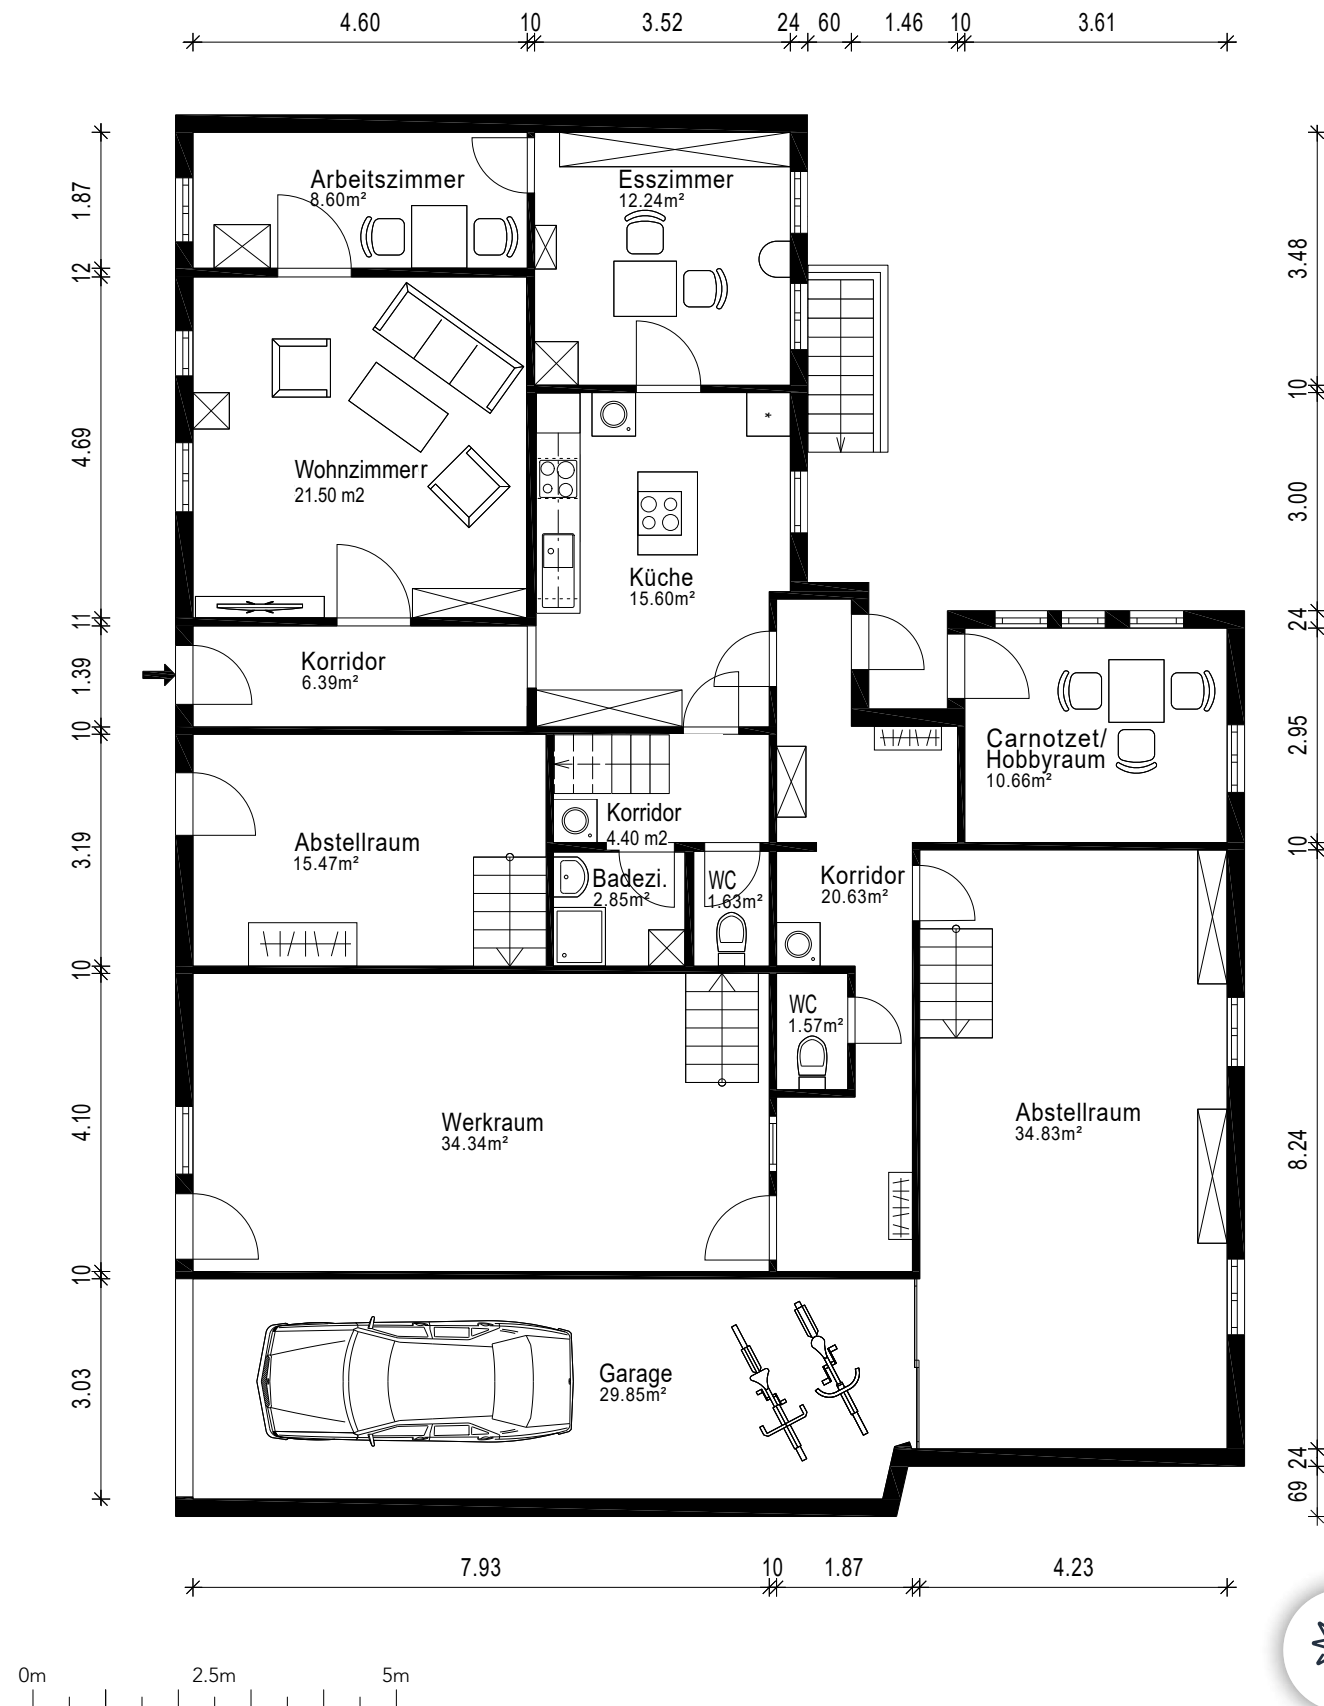 4.60 10 3.52 24 60 1.46 10 3.61
1.87
12
4.69
11
1.39
10
3.19
10
4.10
10
3.03
Arbeitszimmer
8.60m²
Esszimmer
12.24m²
Wohnzimmerr
21.50 m2
*
Küche
15.60m²
Korridor
6.39m²
Carnotzet/
Hobbyraum
10.66m²
Abstellraum
15.47m²
Korridor
4.40 m2
Badezi.
2.85m²
WC
1.63m²
Korridor
20.63m²
WC
1.57m²
Werkraum
34.34m²
Abstellraum
34.83m²
Garage
29.85m²
3.48
10
3.00
24
2.95
10
8.24
24
69
7.93 10 1.87 4.23
0m 2.5m 5m